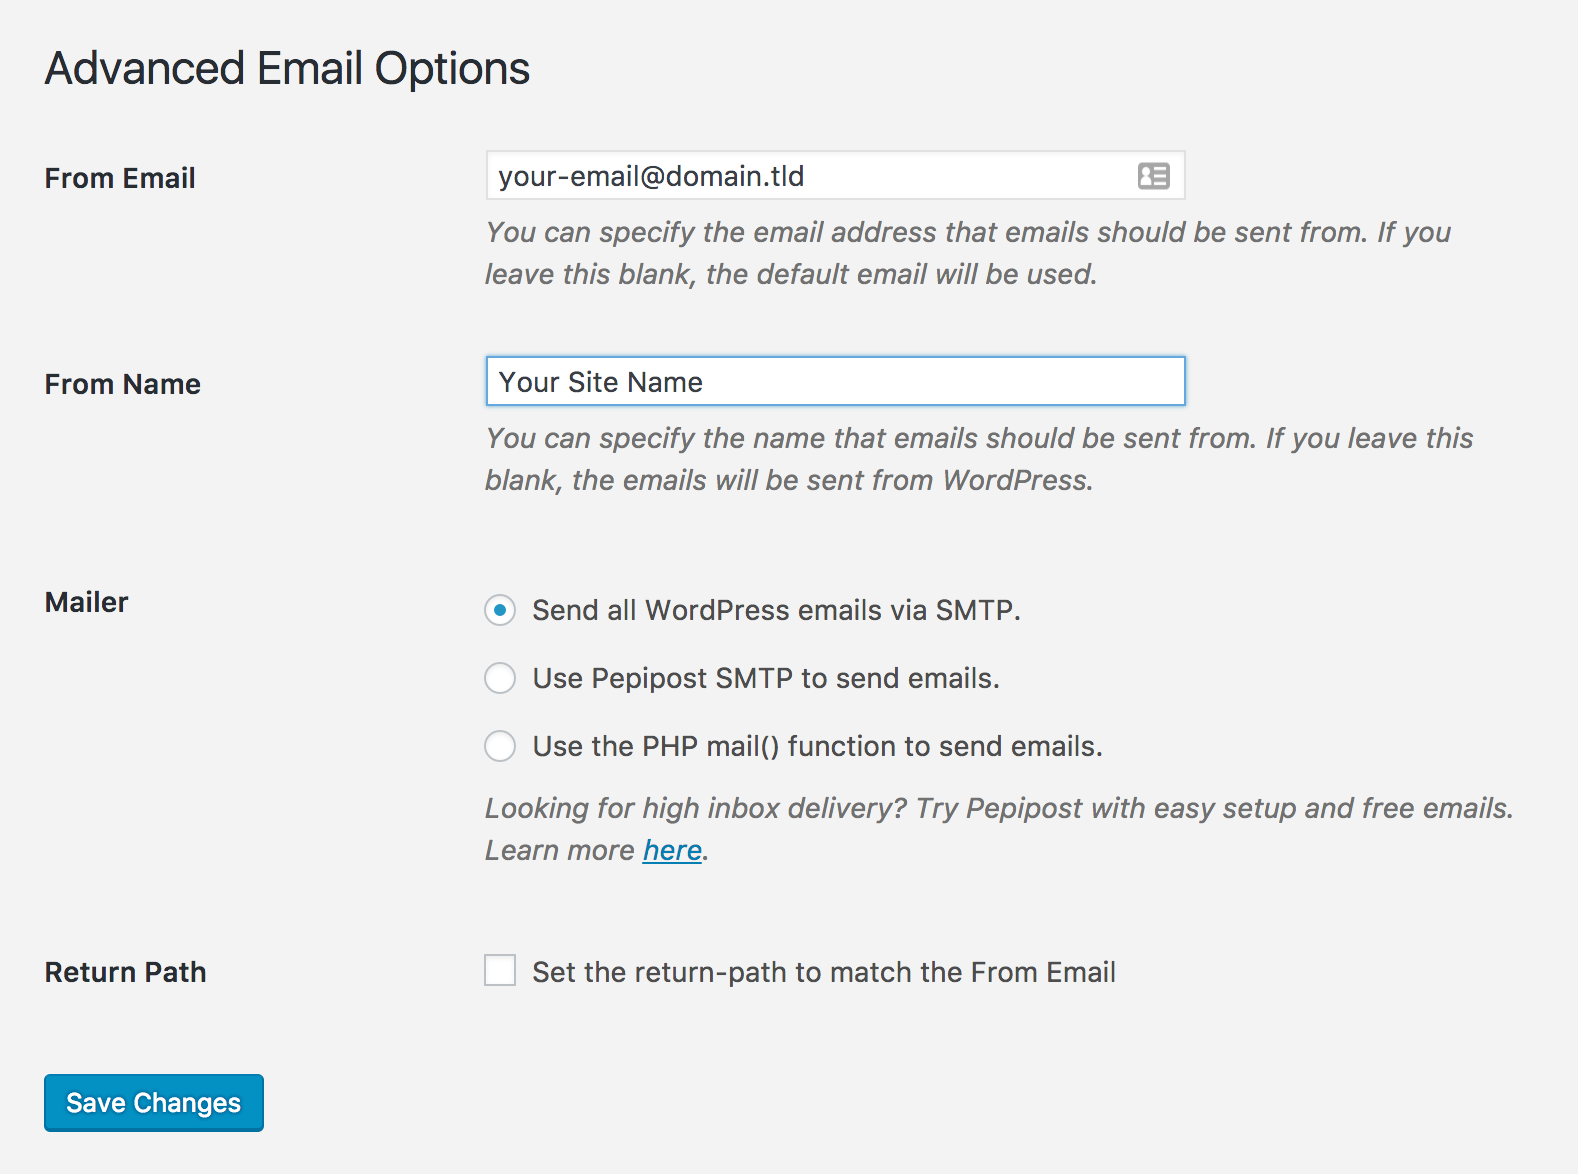 Advanced Email Options
From Email
your-email@domain.tld
You can specify the email address that emails should be sent from. If you
leave this blank, the default email will be used.
From Name
Your Site Name
You can specify the name that emails should be sent from. If you leave this
blank, the emails will be sent from WordPress.
Mailer
Send all WordPress emails via SMTP.
Use Pepipost SMTP to send emails.
Use the PHP mail() function to send emails.
Looking for high inbox delivery? Try Pepipost with easy setup and free emails.
Learn more here.
Return Path
Set the return-path to match the From Email
Save Changes